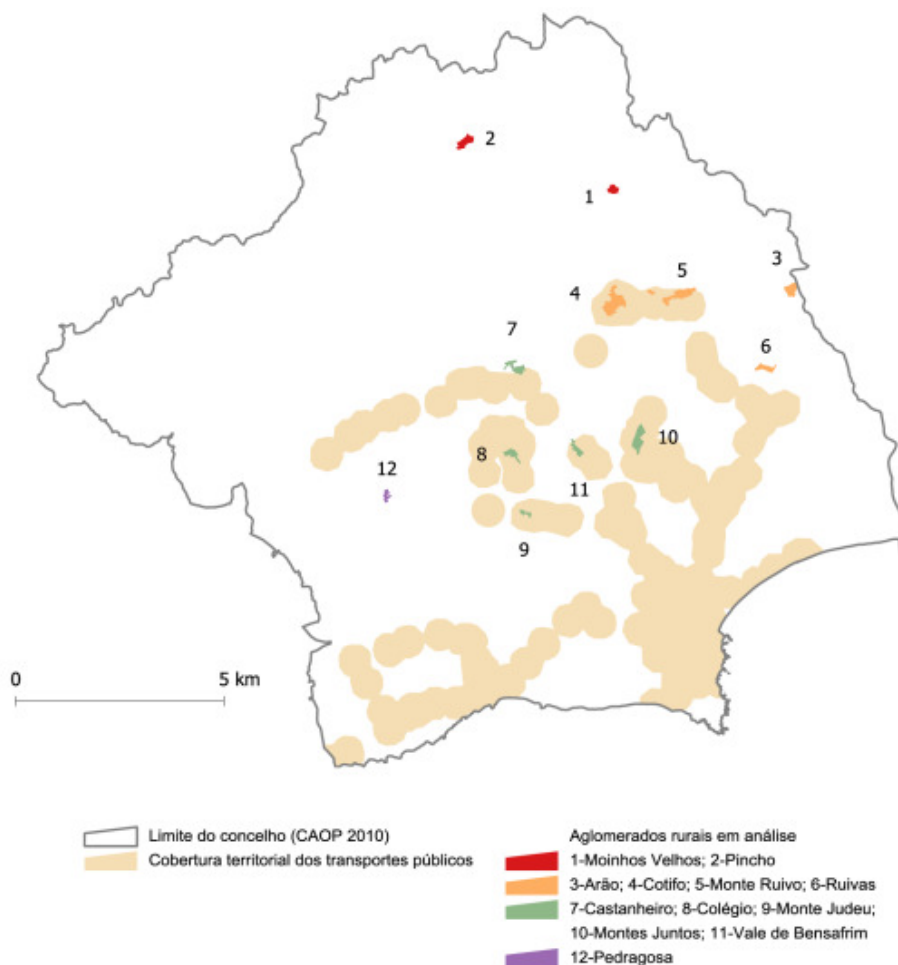 2
1
3
5
4
7
6
10
8
12
11
9
0
5 km
Limite do concelho (CAOP 2010)
Cobertura territorial dos transportes públicos
Aglomerados rurais em análise
1-Moinhos Velhos; 2-Pincho
3-Arão; 4-Cotifo; 5-Monte Ruivo; 6-Ruivas
7-Castanheiro; 8-Colégio; 9-Monte Judeu;
10-Montes Juntos; 11-Vale de Bensafrim
12-Pedragosa